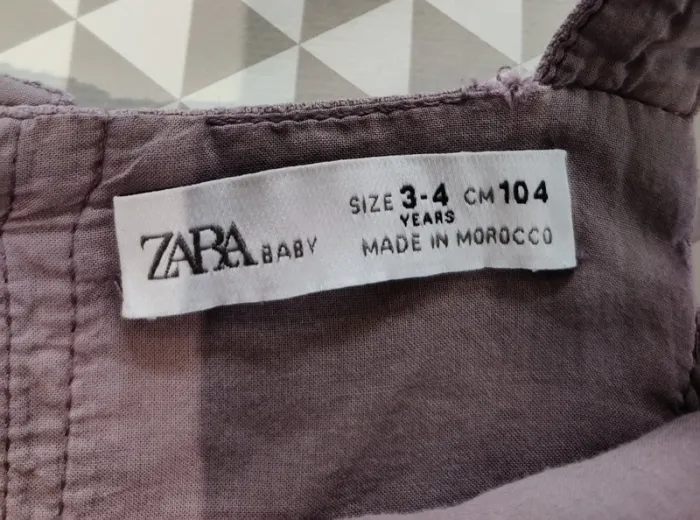 ZARA BABY
SIZE 3-4 CM 104
YEARS
MADE IN MOROCCO